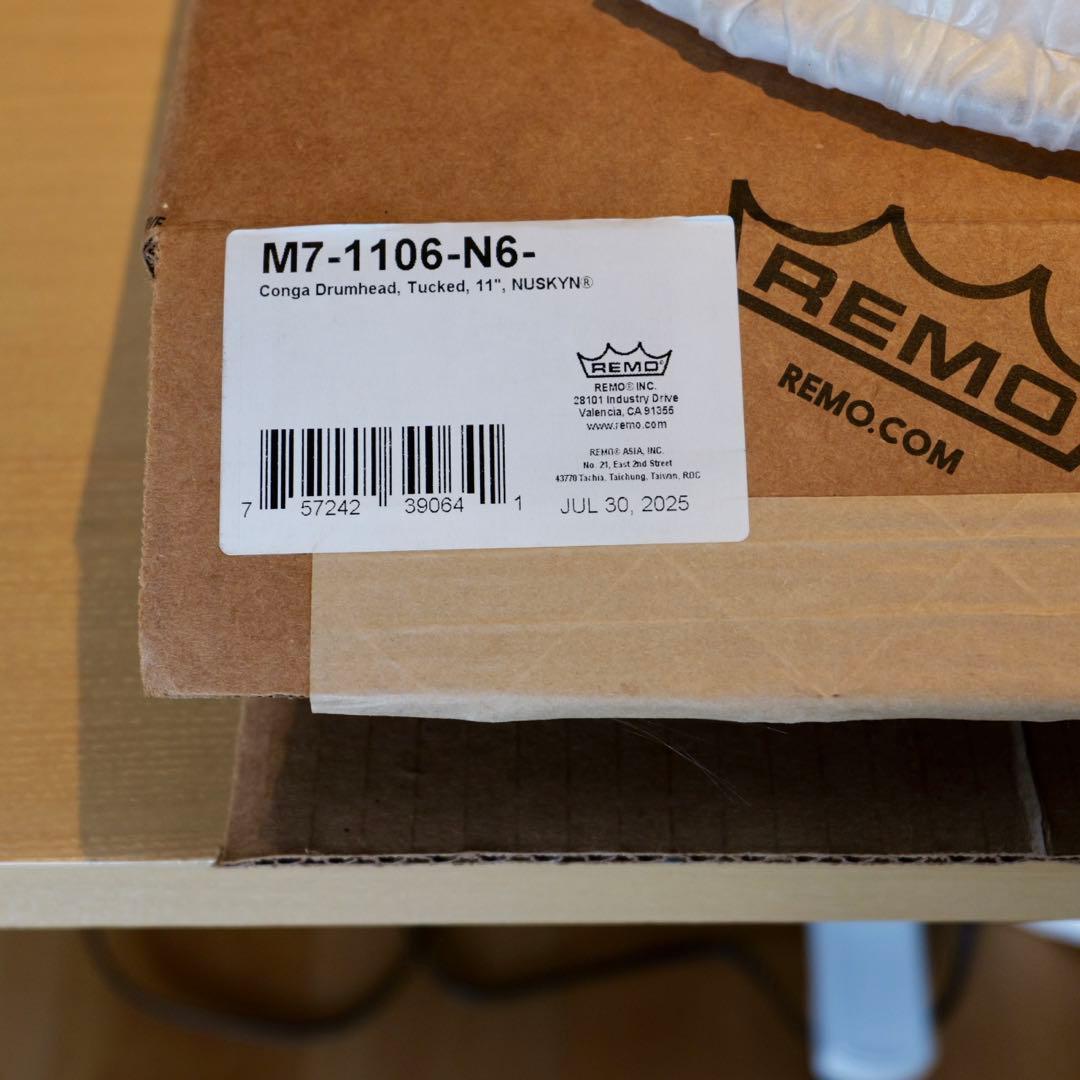 M7-1106-N6-
Conga Drumhead, Tucked, 11", NUSKYN®
REMO®
REMO® INC.
28101 Industry Drive
Valencia, CA 91355
www.remo.com
REMO® ASIA, INC.
No. 21, East 2nd Street
43770 Tachia, Taichung, Taiwan, ROC
7 57242 39064 1
JUL 30, 2025
REMO
REMO.COM